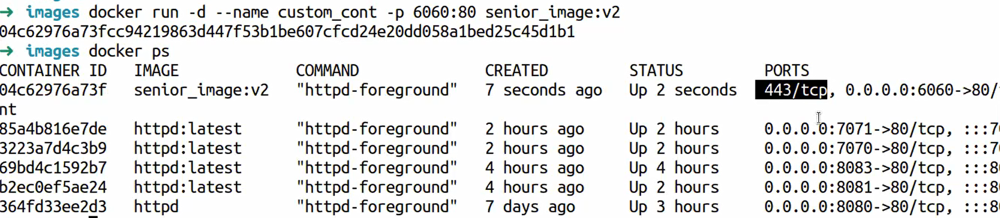 ➜ images docker run -d --name custom_cont -p 6060:80 senior_image:v2
04c62976a73fcc94219863d447f53b1be607cfcd24e20dd058a1bed25c45d1b1
➜ images docker ps
CONTAINER ID IMAGE COMMAND CREATED STATUS PORTS
04c62976a73f senior_image:v2 "httpd-foreground" 7 seconds ago Up 2 seconds 443/tcp, 0.0.0.0:6060->80/
nt
85a4b816e7de httpd:latest "httpd-foreground" 2 hours ago Up 2 hours 0.0.0.0:7071->80/tcp, :::7
3223a7d4c3b9 httpd:latest "httpd-foreground" 2 hours ago Up 2 hours 0.0.0.0:7070->80/tcp, :::7
69bd4c1592b7 httpd:latest "httpd-foreground" 4 hours ago Up 4 hours 0.0.0.0:8083->80/tcp, :::8
b2ec0ef5ae24 httpd:latest "httpd-foreground" 4 hours ago Up 2 hours 0.0.0.0:8081->80/tcp, :::8
364fd33ee2d3 httpd "httpd-foreground" 7 days ago Up 3 hours 0.0.0.0:8080->80/tcp, :::8